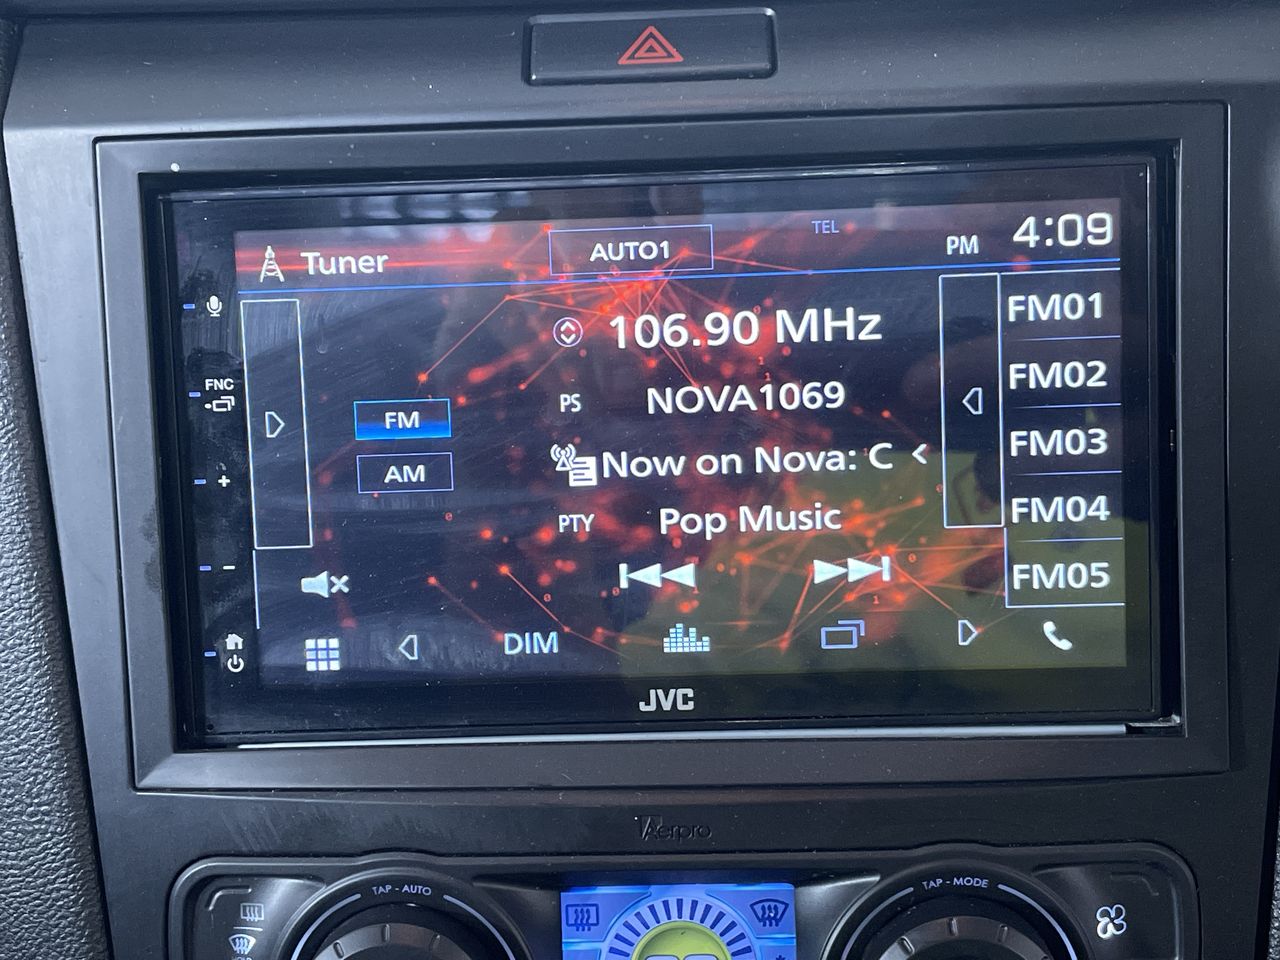 Tuner
AUTO1
TEL
PM 4:09
106.90 MHz
FM01
FNC
FM
PS NOVA1069
FM02
AM
Now on Nova: C <
FM03
+
PTY Pop Music
FM04
-
FM05
DIM
JVC
Aerpro
TAP - AUTO
TAP - MODE